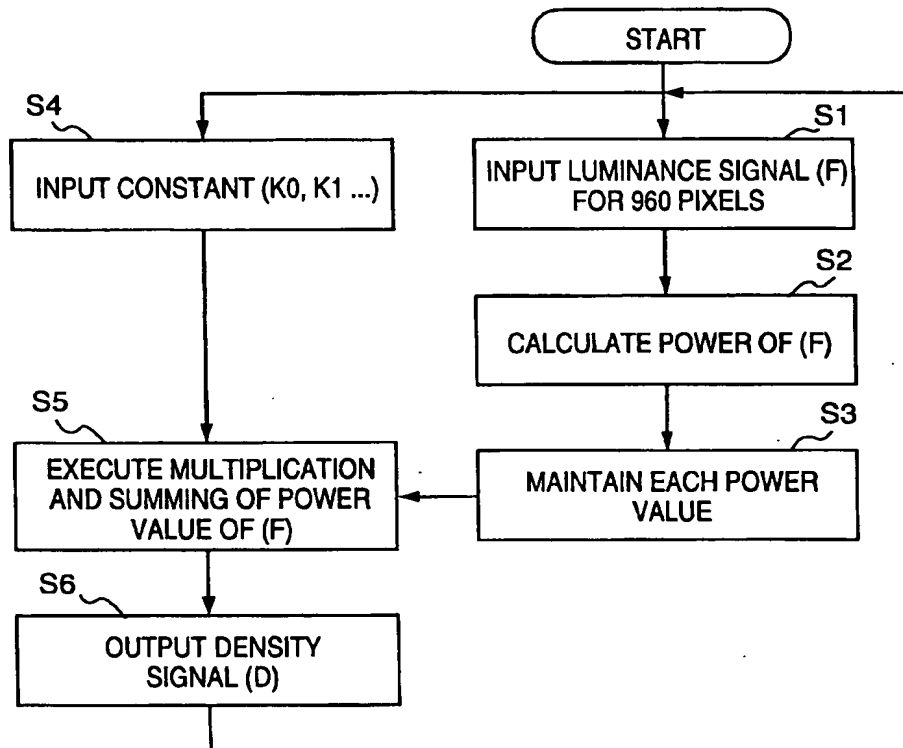 START
S4
INPUT CONSTANT (K0, K1 ...)
S1
INPUT LUMINANCE SIGNAL (F)
FOR 960 PIXELS
S2
CALCULATE POWER OF (F)
S3
MAINTAIN EACH POWER
VALUE
S5
EXECUTE MULTIPLICATION
AND SUMMING OF POWER
VALUE OF (F)
S6
OUTPUT DENSITY
SIGNAL (D)